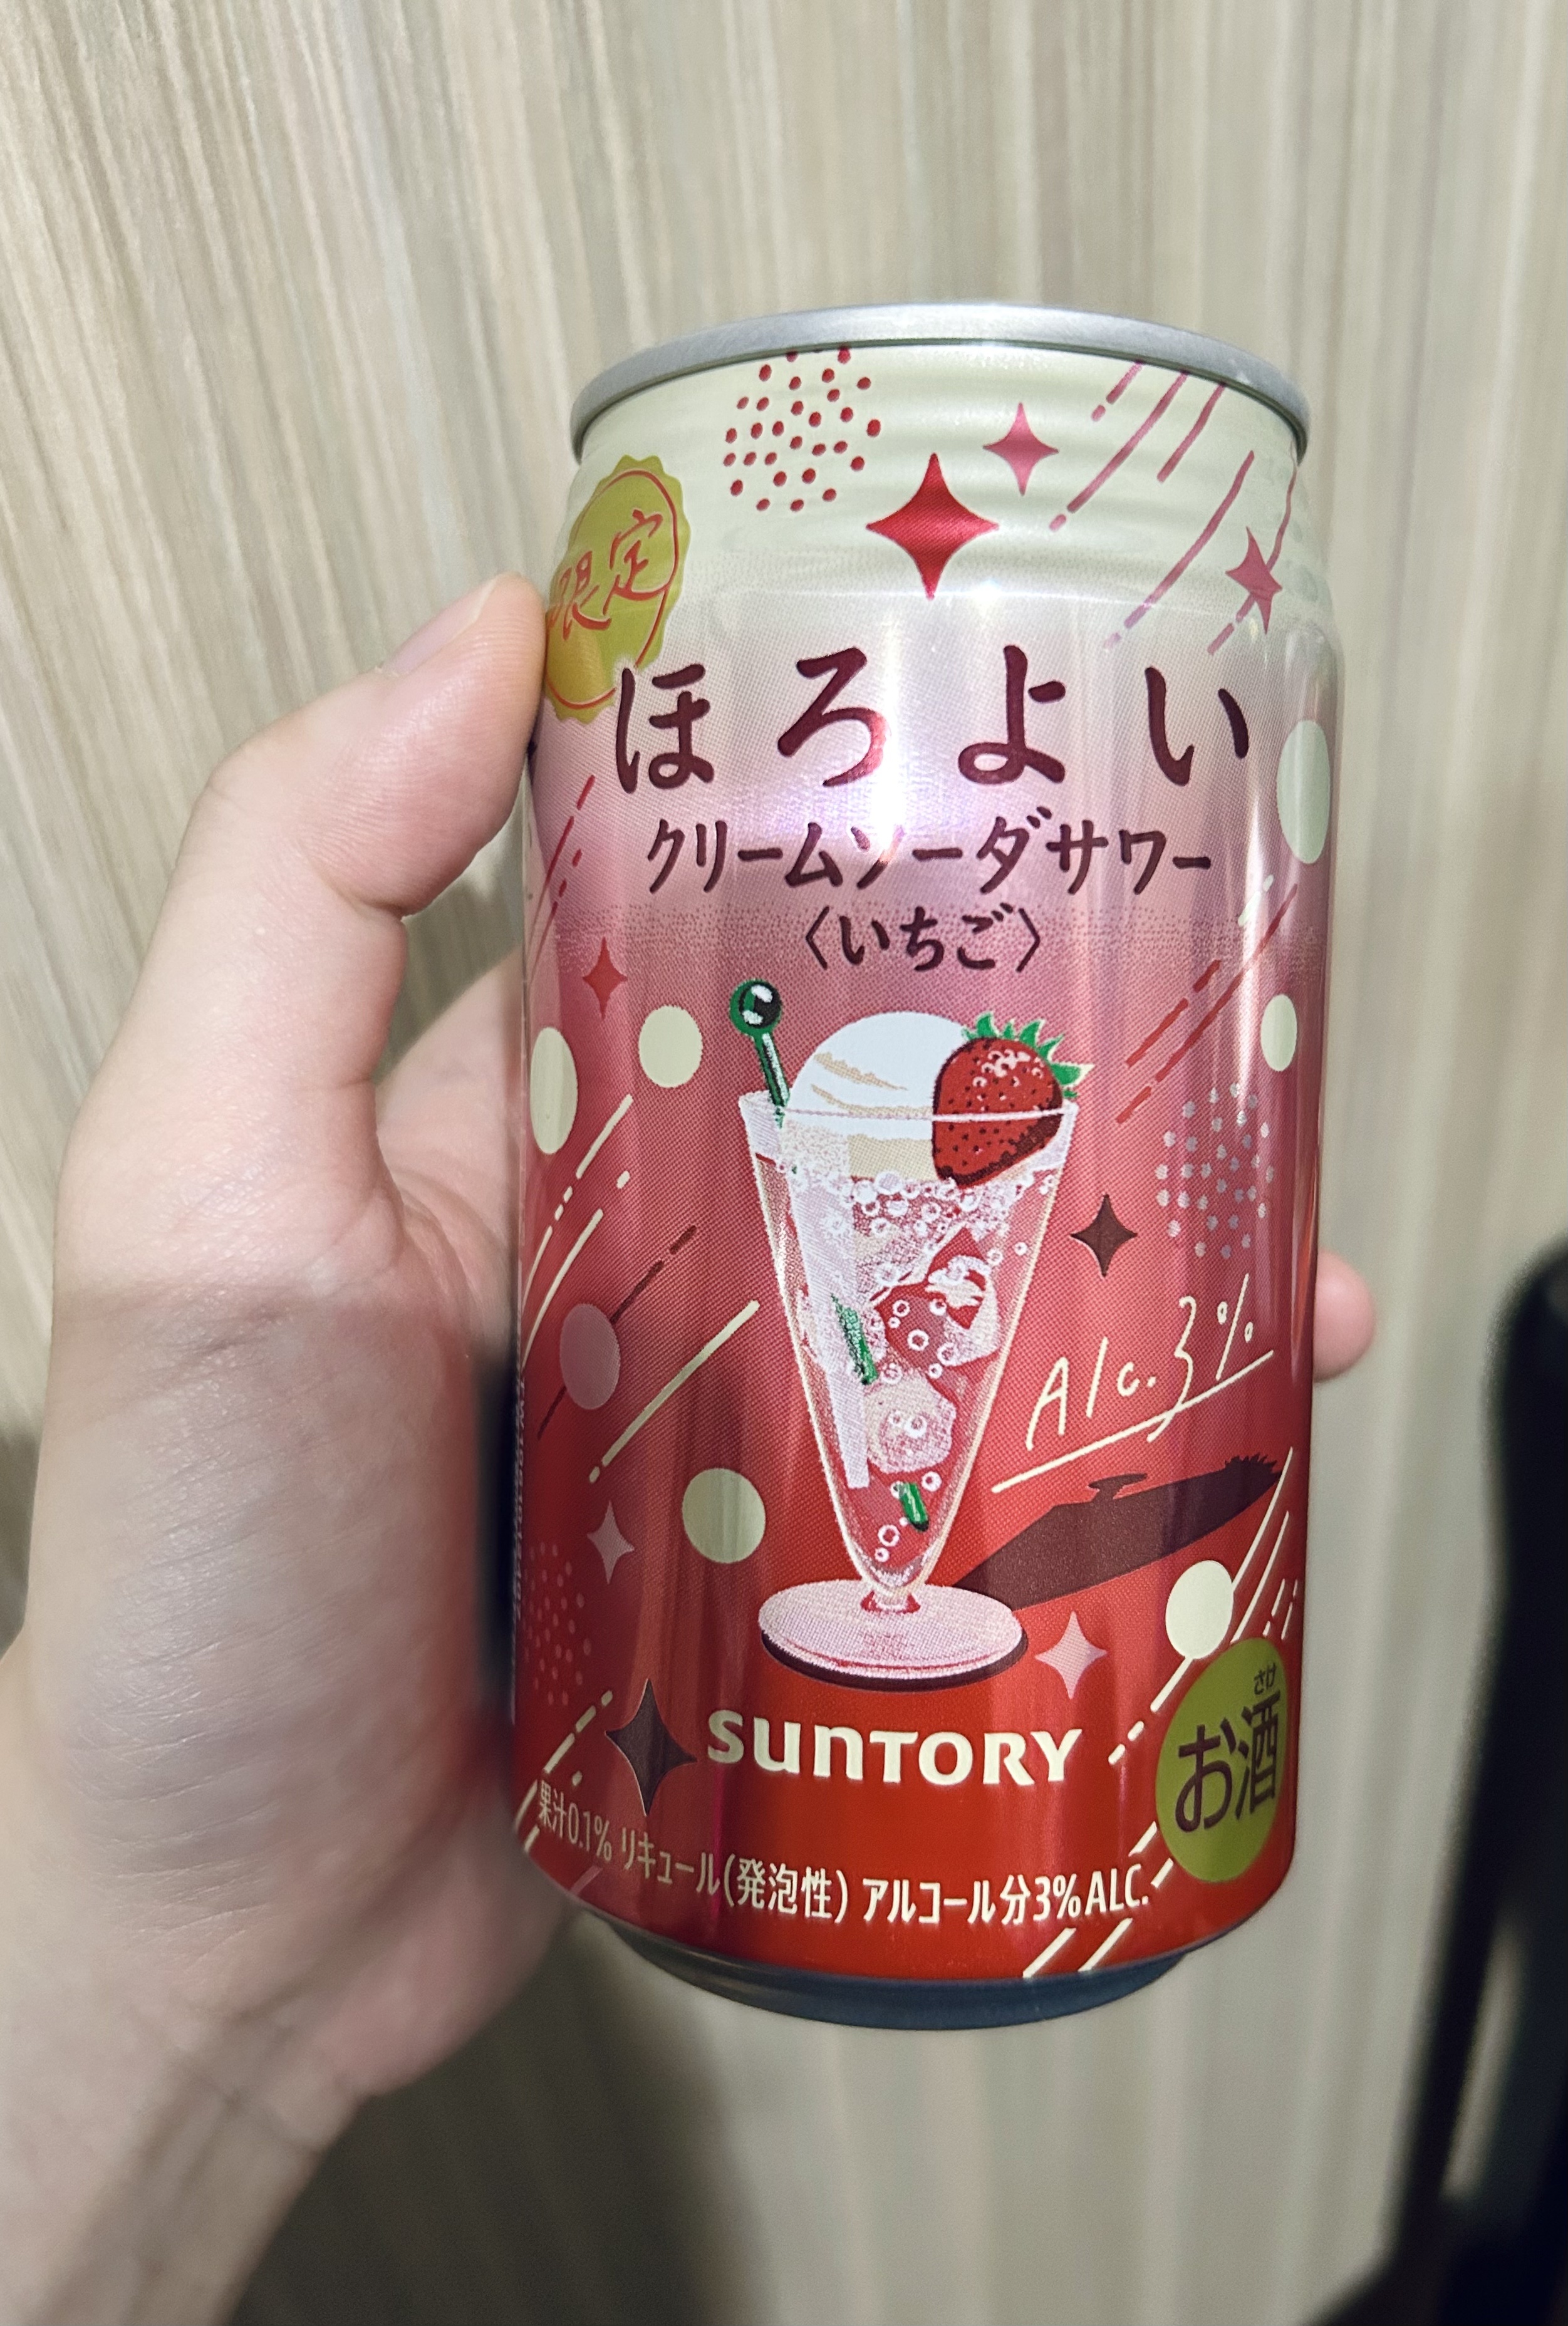 限定
ほろよい
クリームソーダサワー
〈いちご〉
Alc.3%
SUNTORY
さけ
お酒
果汁0.1% リキュール(発泡性) アルコール分3%ALC.